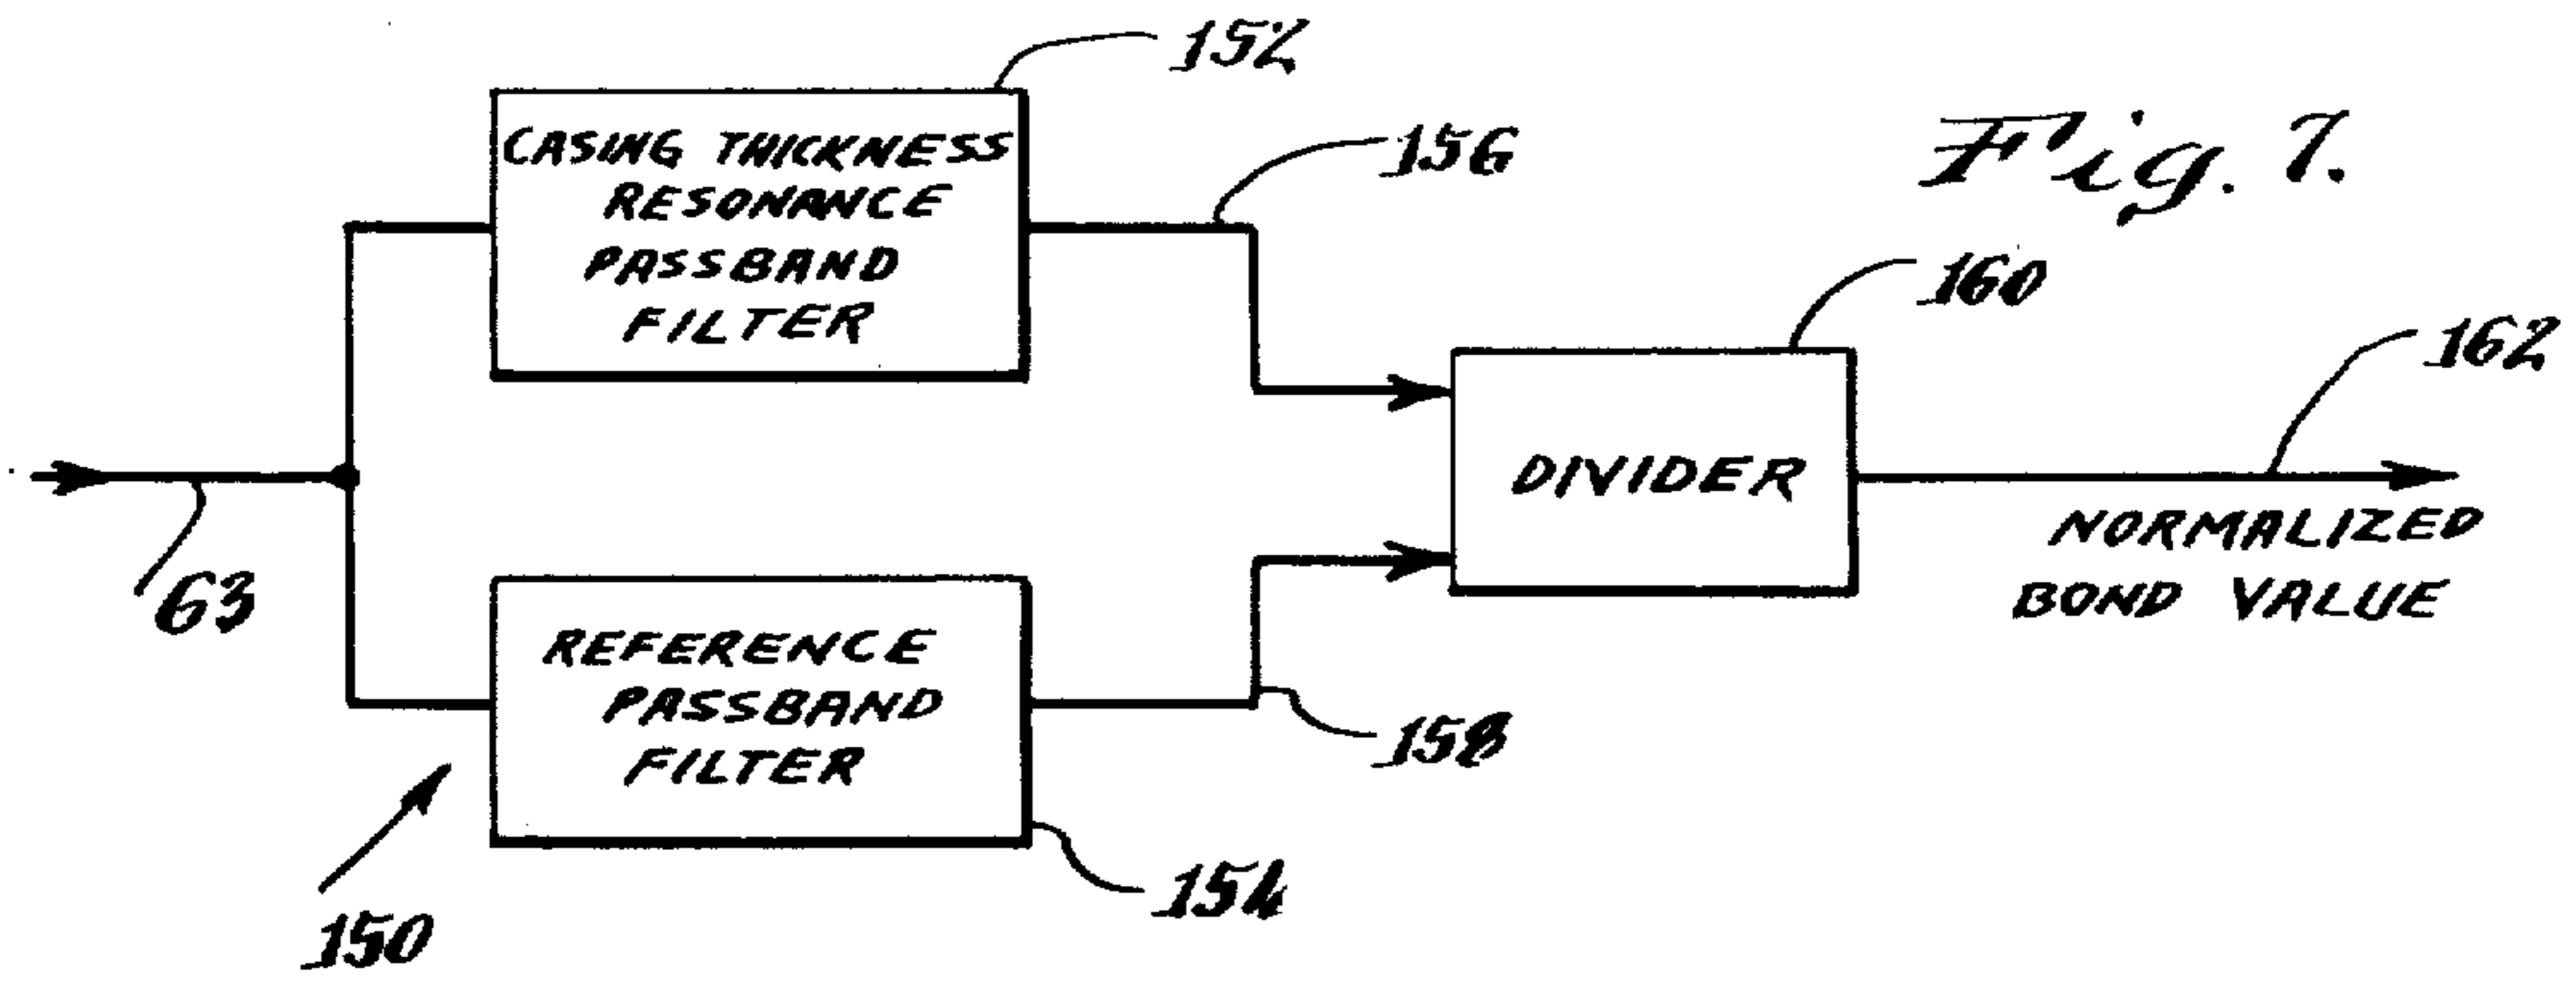 152
CASING THICKNESS
RESONANCE
PASSBAND
FILTER
156
Fig. 7.
160
162
DIVIDER
NORMALIZED
BOND VALUE
63
REFERENCE
PASSBAND
FILTER
158
154
150